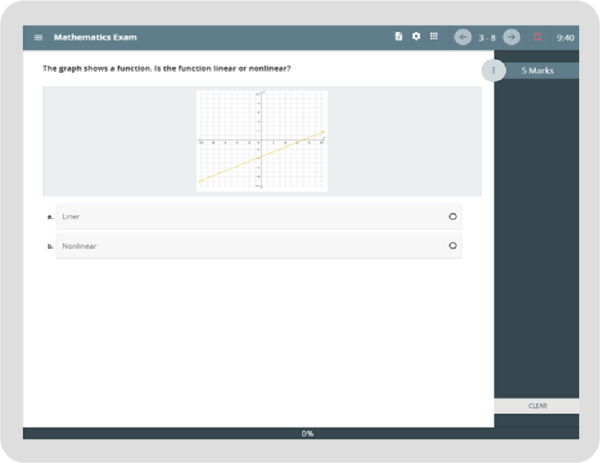 Mathematics Exam
3 - 8
9:40
The graph shows a function. Is the function linear or nonlinear?
5 Marks
a. Liner
b. Nonlinear
CLEAR
0%